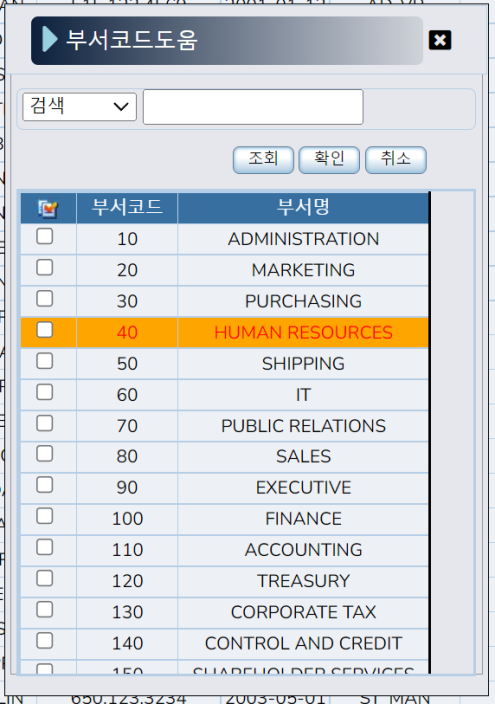 부서코드도움
검색
조회 확인 취소
부서코드 부서명
10 ADMINISTRATION
20 MARKETING
30 PURCHASING
40 HUMAN RESOURCES
50 SHIPPING
60 IT
70 PUBLIC RELATIONS
80 SALES
90 EXECUTIVE
100 FINANCE
110 ACCOUNTING
120 TREASURY
130 CORPORATE TAX
140 CONTROL AND CREDIT
150 SHAREHOLDER SERVICES
650.123.3234 2003-05-01 ST_MAN